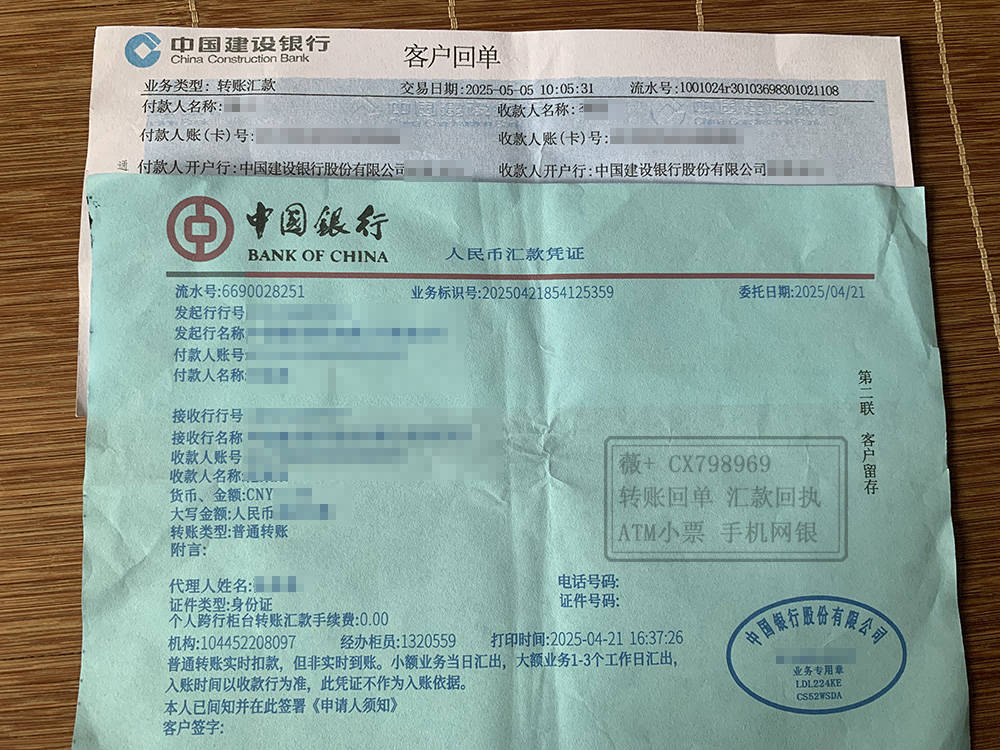 中国建设银行
China Construction Bank
客户回单
业务类型: 转账汇款 交易日期:2025-05-05 10:05:31 流水号:1001024r30103698301021108
付款人名称: 收款人名称:
付款人账(卡)号: 收款人账(卡)号:
通 付款人开户行:中国建设银行股份有限公司 收款人开户行:中国建设银行股份有限公司
中国银行
BANK OF CHINA
人民币汇款凭证
流水号:6690028251 业务标识号:20250421854125359 委托日期:2025/04/21
发起行行号
发起行名称
付款人账号
付款人名称
接收行行号
接收行名称
收款人账号
收款人名称:
货币、金额:CNY
大写金额:人民币
转账类型:普通转账
附言:
第二联 客户留存
薇+ CX798969
转账回单 汇款回执
ATM小票 手机网银
代理人姓名: 电话号码:
证件类型:身份证 证件号码:
个人跨行柜台转账汇款手续费:0.00
机构:104452208097 经办柜员:1320559 打印时间:2025-04-21 16:37:26
普通转账实时扣款，但非实时到账。小额业务当日汇出，大额业务1-3个工作日汇出，
入账时间以收款行为准，此凭证不作为入账依据。
本人已阅知并在此签署《申请人须知》
客户签字:
中国银行股份有限公司
业务专用章
LDL224KE
CS52WSDA